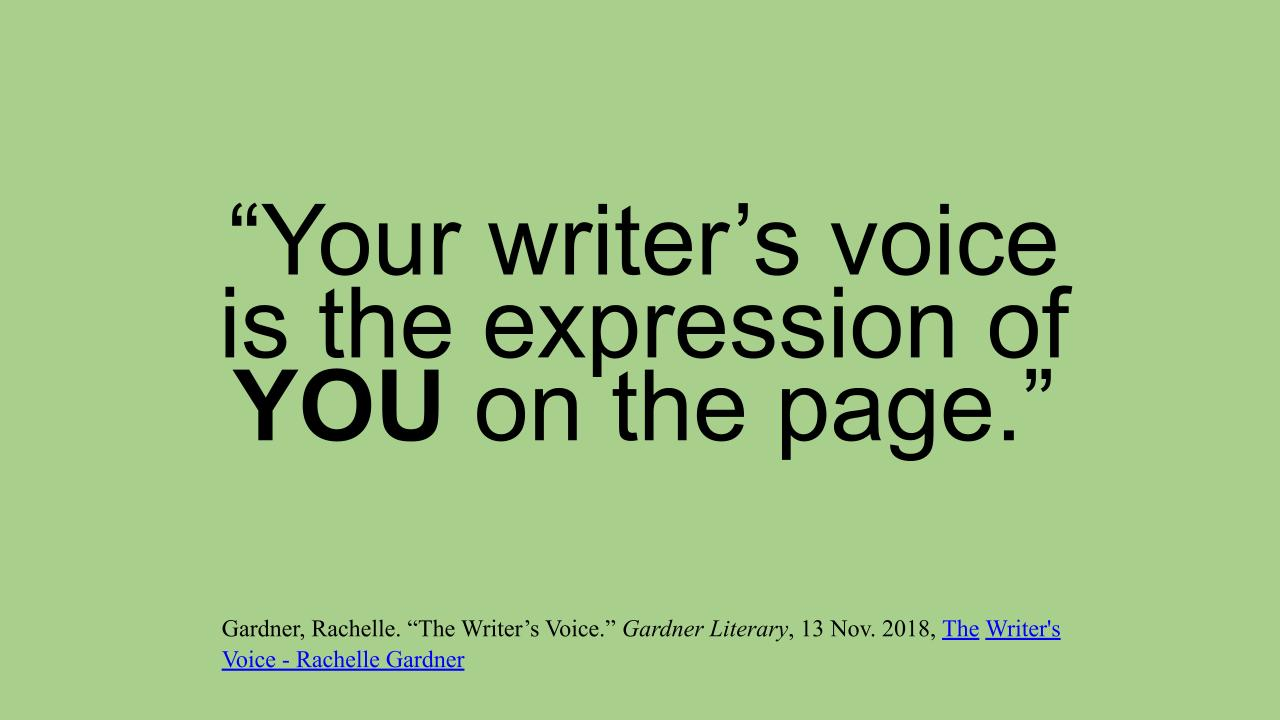 “Your writer’s voice
is the expression of
YOU on the page.”
Gardner, Rachelle. “The Writer’s Voice.” Gardner Literary, 13 Nov. 2018, The Writer's
Voice - Rachelle Gardner